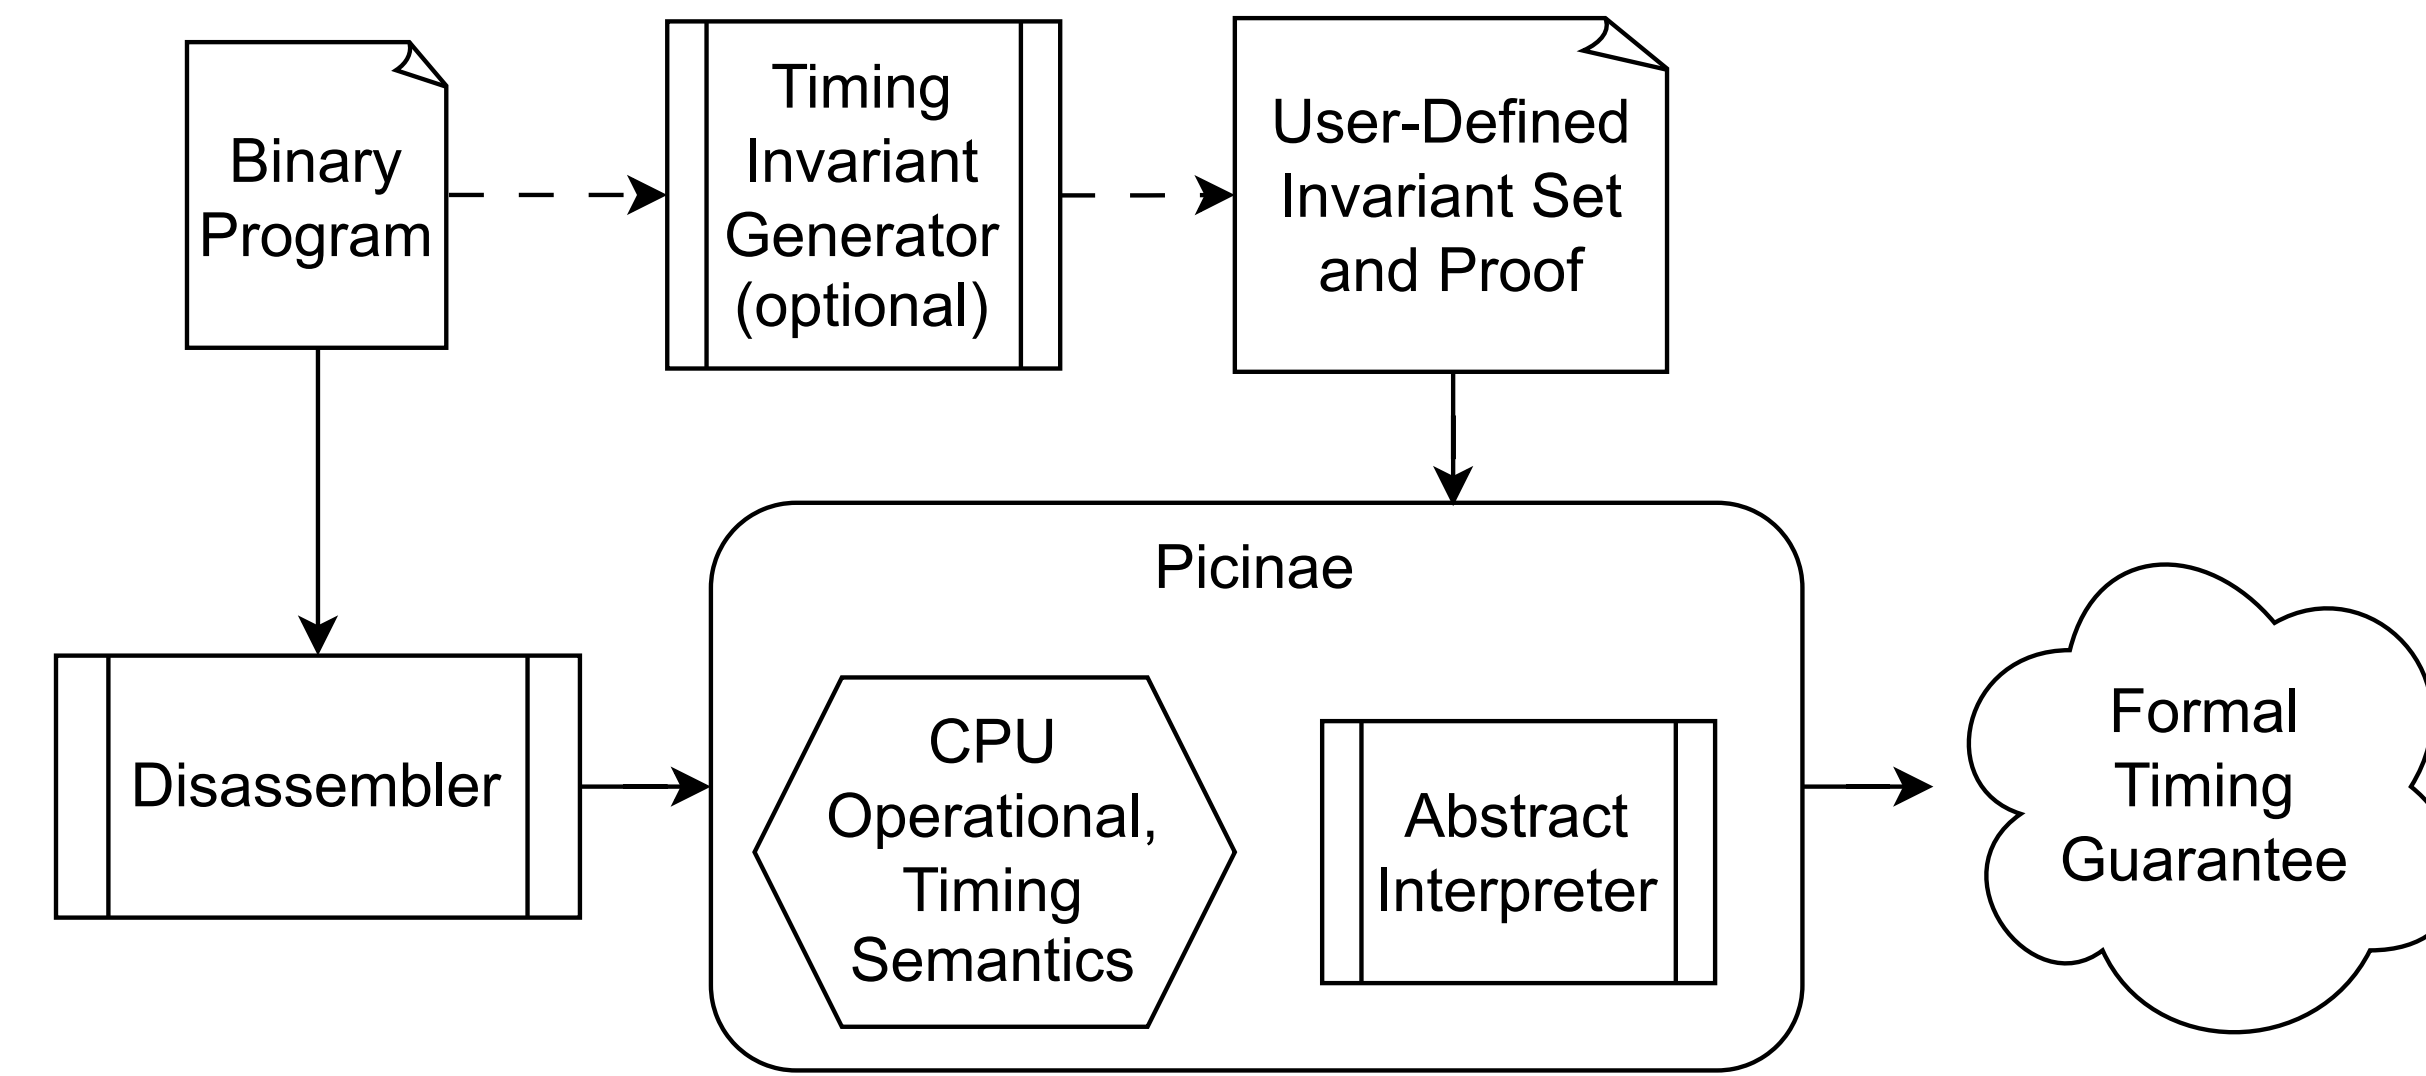 Binary
Program
Timing
Invariant
Generator
(optional)
User-Defined
Invariant Set
and Proof
Picinae
Disassembler
CPU
Operational,
Timing
Semantics
Abstract
Interpreter
Formal
Timing
Guarantee